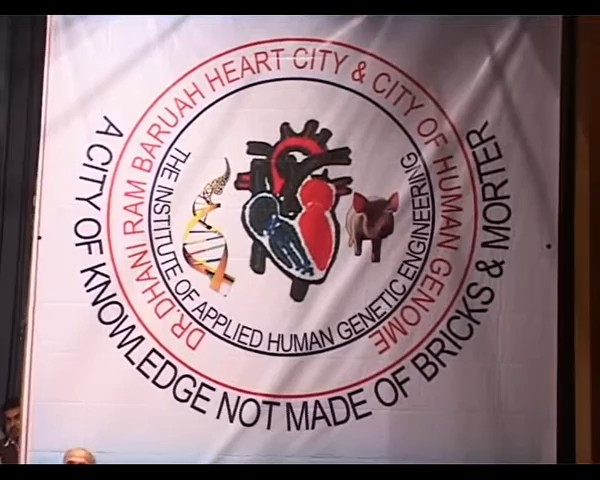 DR. DHANI RAM BARUAH HEART CITY & CITY OF HUMAN GENOME
THE INSTITUTE OF APPLIED HUMAN GENETIC ENGINEERING
A CITY OF KNOWLEDGE NOT MADE OF BRICKS & MORTER